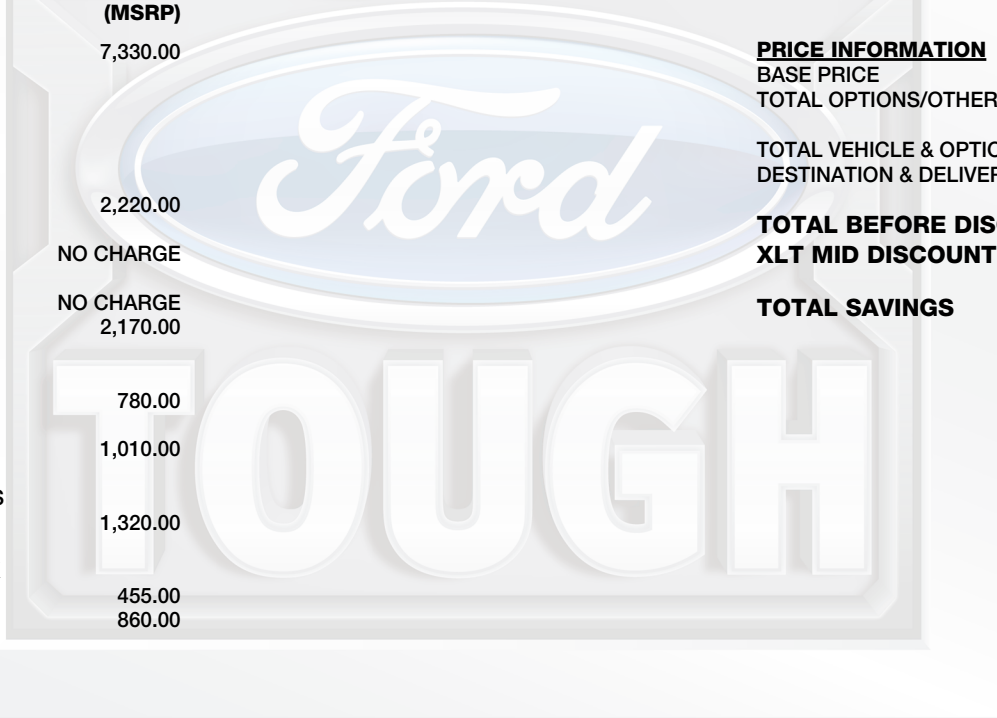 (MSRP)
7,330.00
2,220.00
NO CHARGE
NO CHARGE
2,170.00
780.00
1,010.00
S
1,320.00
455.00
860.00
PRICE INFORMATION
BASE PRICE
TOTAL OPTIONS/OTHER
TOTAL VEHICLE & OPTIO
DESTINATION & DELIVER
TOTAL BEFORE DISC
XLT MID DISCOUNT
TOTAL SAVINGS
Ford
TOUGH